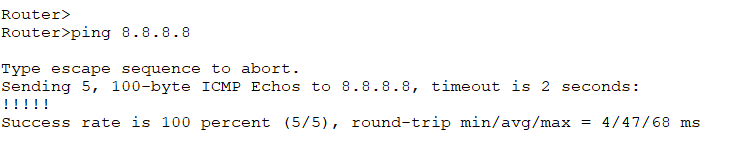 Router>
Router>ping 8.8.8.8
Type escape sequence to abort.
Sending 5, 100-byte ICMP Echos to 8.8.8.8, timeout is 2 seconds:
!!!!!
Success rate is 100 percent (5/5), round-trip min/avg/max = 4/47/68 ms